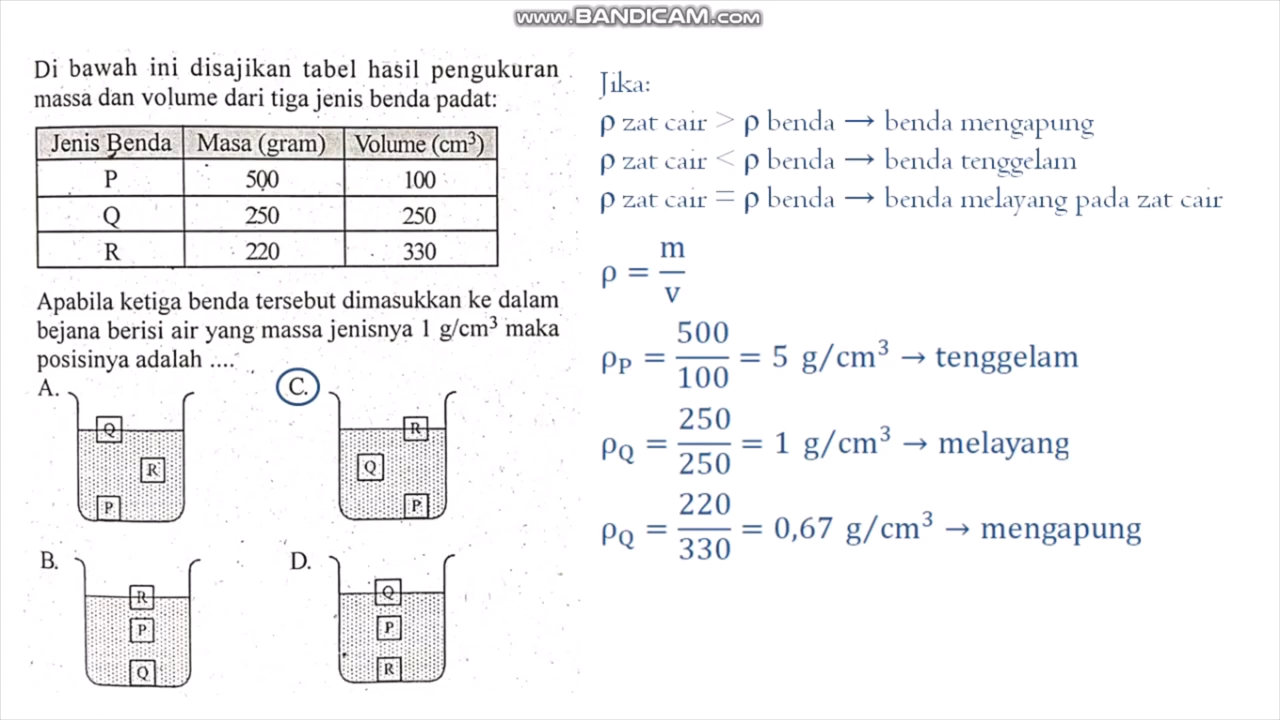 www.BANDICAM.com
Di bawah ini disajikan tabel hasil pengukuran
massa dan volume dari tiga jenis benda padat:
Jenis Benda Masa (gram) Volume (cm³)
P 500 100
Q 250 250
R 220 330
Apabila ketiga benda tersebut dimasukkan ke dalam
bejana berisi air yang massa jenisnya 1 g/cm³ maka
posisinya adalah ....
A.
Q
R
P
C.
R
Q
P
B.
R
P
Q
D.
Q
P
R
Jika:
ρ zat cair > ρ benda → benda mengapung
ρ zat cair < ρ benda → benda tenggelam
ρ zat cair = ρ benda → benda melayang pada zat cair
ρ = m/v
ρP = 500/100 = 5 g/cm³ → tenggelam
ρQ = 250/250 = 1 g/cm³ → melayang
ρQ = 220/330 = 0,67 g/cm³ → mengapung